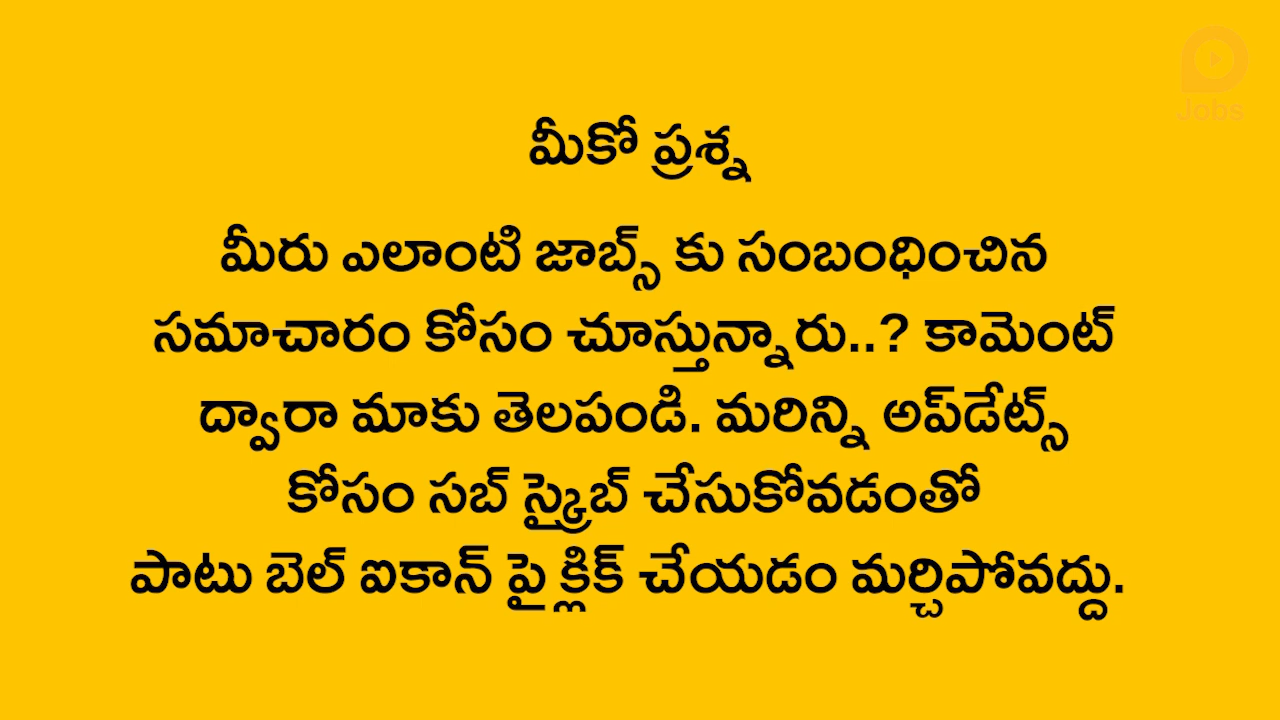 Jobs
మీకో ప్రశ్న
మీరు ఎలాంటి జాబ్స్ కు సంబంధించిన
సమాచారం కోసం చూస్తున్నారు..? కామెంట్
ద్వారా మాకు తెలపండి. మరిన్ని అప్‌డేట్స్
కోసం సబ్ స్క్రైబ్ చేసుకోవడంతో
పాటు బెల్ ఐకాన్ పై క్లిక్ చేయడం మర్చిపోవద్దు.